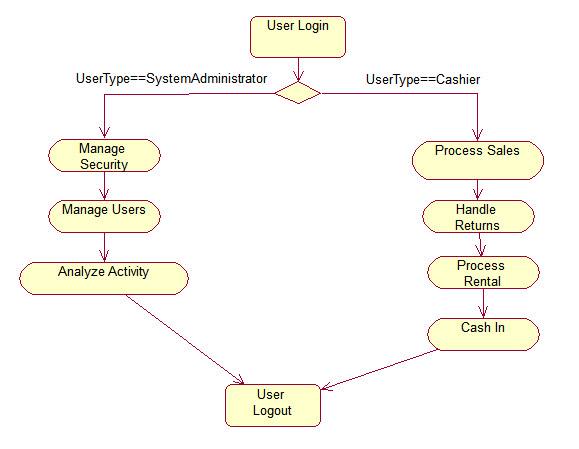 User Login
UserType==SystemAdministrator
UserType==Cashier
Manage
Security
Process Sales
Manage Users
Handle
Returns
Analyze Activity
Process
Rental
Cash In
User
Logout